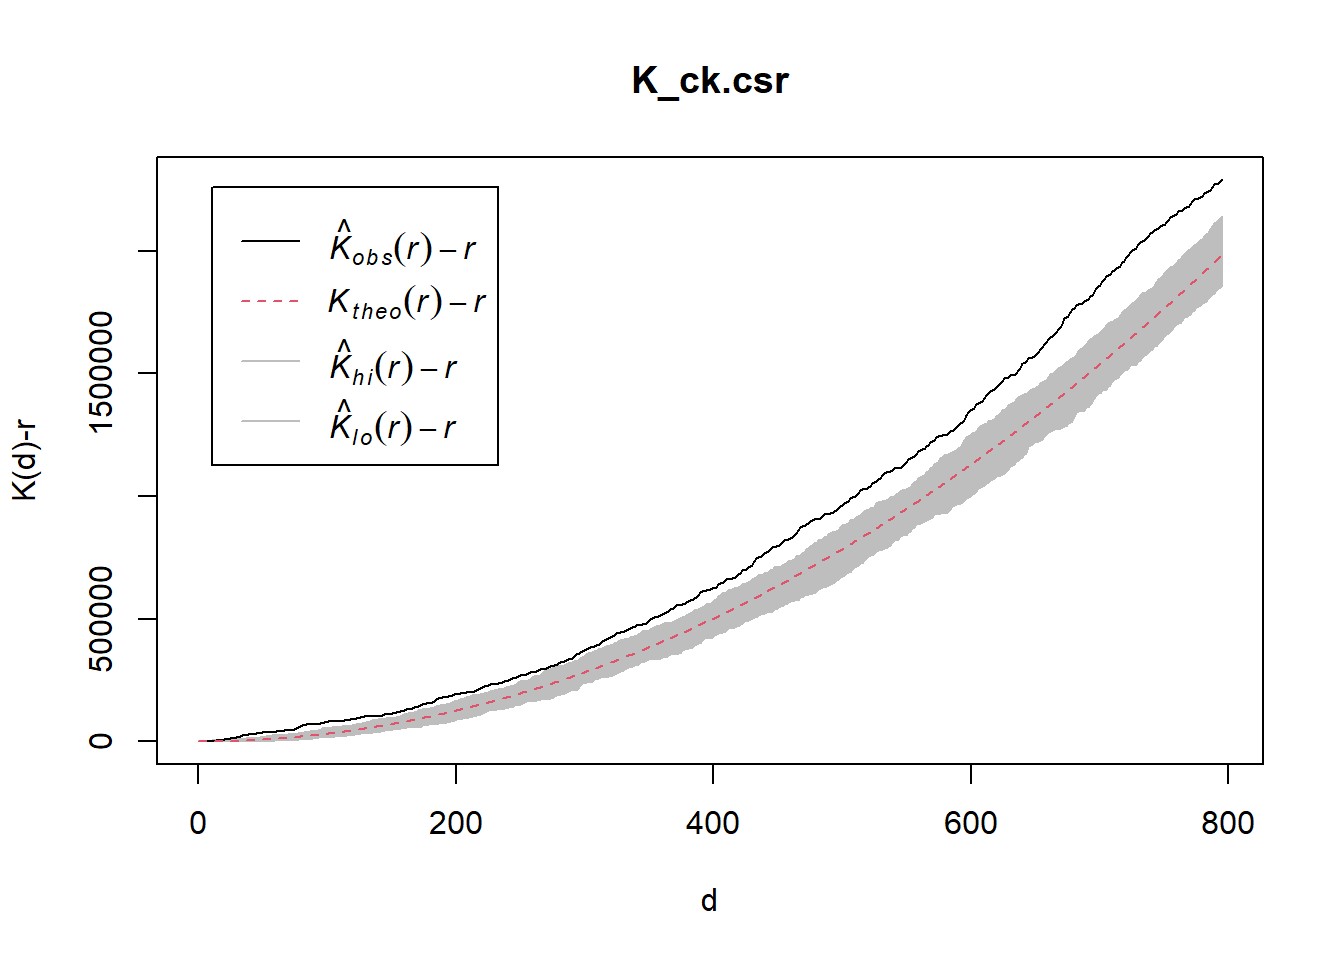 K_ck.csr
K̂obs(r) − r
Ktheo(r) − r
K̂hi(r) − r
K̂lo(r) − r
K(d)-r
0 500000 1500000
0 200 400 600 800
d